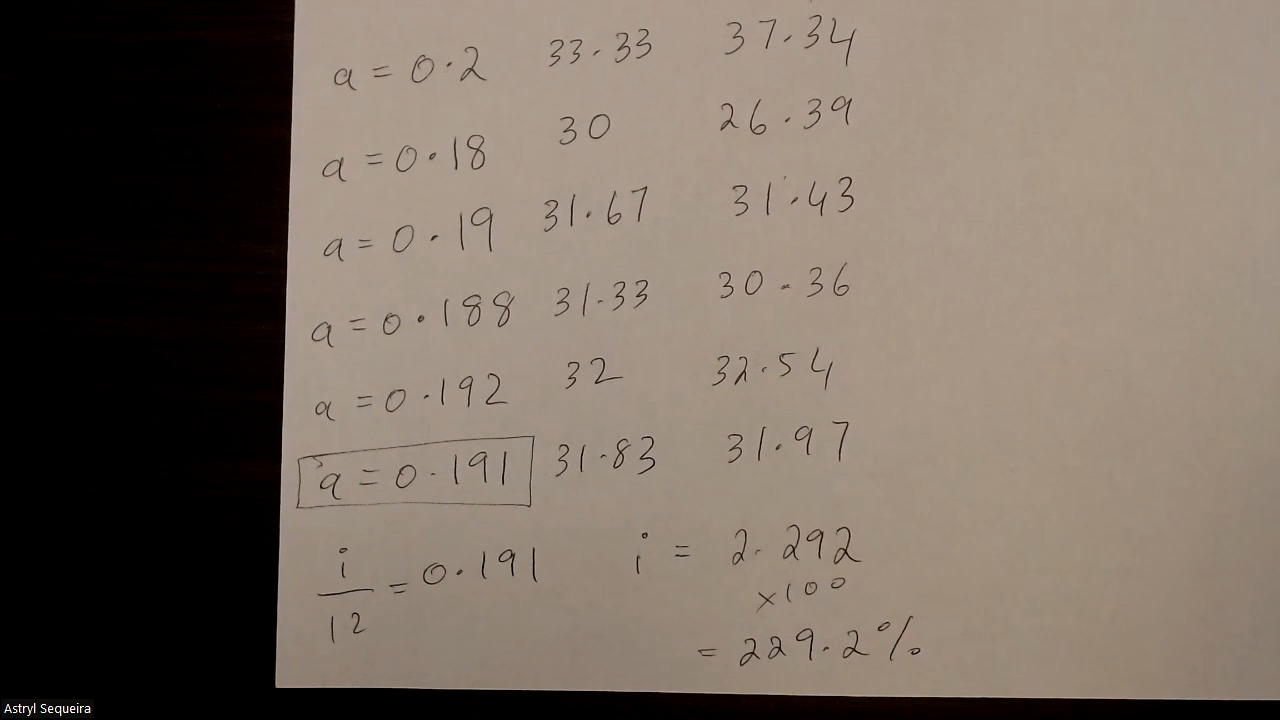 a = 0.2 33.33 37.34
a = 0.18 30 26.39
a = 0.19 31.67 31.43
a = 0.188 31.33 30.36
a = 0.192 32 32.54
a = 0.191 31.83 31.97
i/12 = 0.191 i = 2.292
×100
= 229.2%
Astryl Sequeira